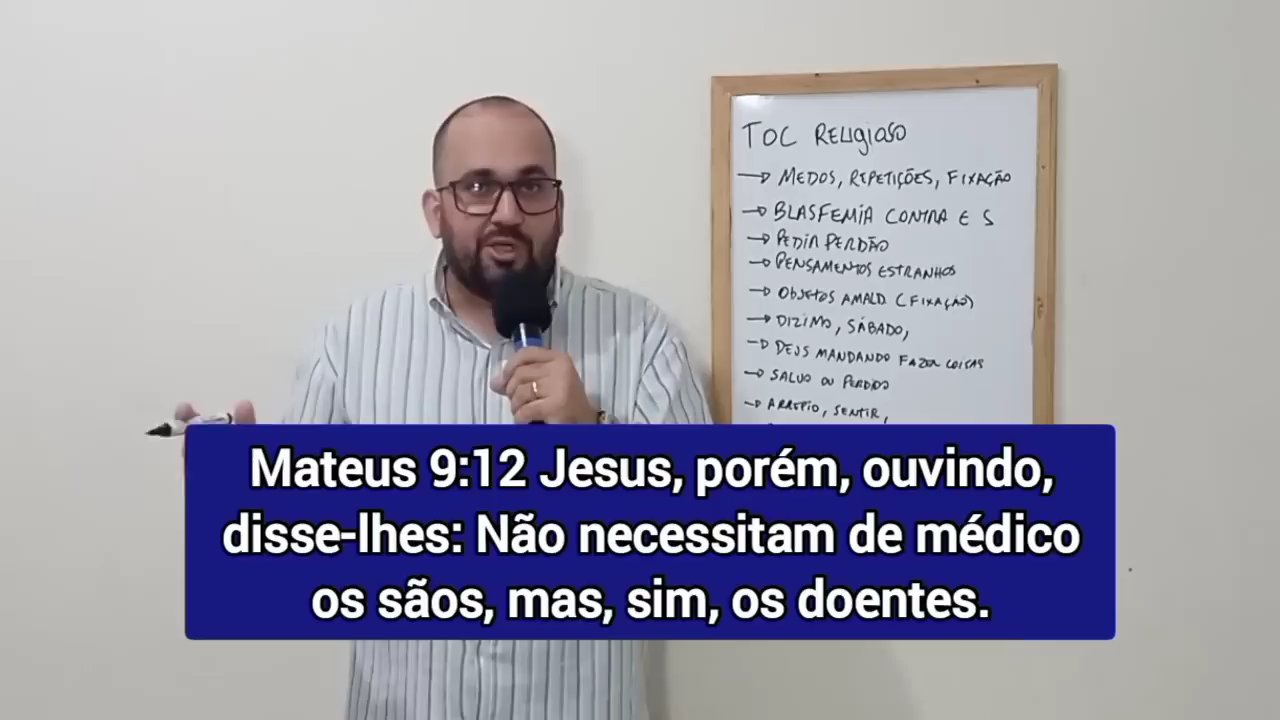 TOC RELIGIOSO
→ MEDOS, REPETIÇÕES, FIXAÇÃO
→ BLASFEMIA CONTRA E S
→ PEDIR PERDÃO
→ PENSAMENTOS ESTRANHOS
→ OBJETOS AMALD. (FIXAÇÃO)
→ DIZIMO, SÁBADO,
→ DEUS MANDANDO FAZER COISAS
→ SALVO OU PERDIDO
→ ARREPIO, SENTIR,
Mateus 9:12 Jesus, porém, ouvindo,
disse-lhes: Não necessitam de médico
os sãos, mas, sim, os doentes.